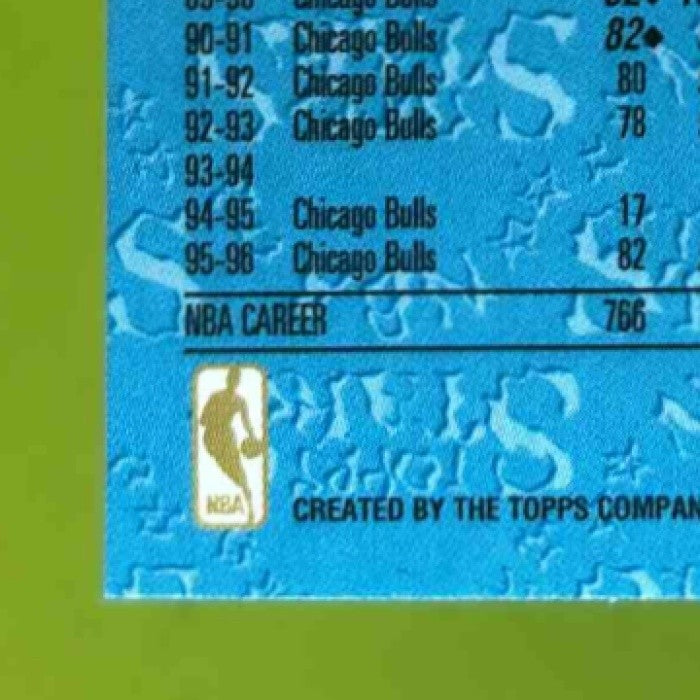 90-91 Chicago Bulls 82♠
91-92 Chicago Bulls 80
92-93 Chicago Bulls 78
93-94
94-95 Chicago Bulls 17
95-96 Chicago Bulls 82
NBA CAREER 766
NBA
CREATED BY THE TOPPS COMPAN